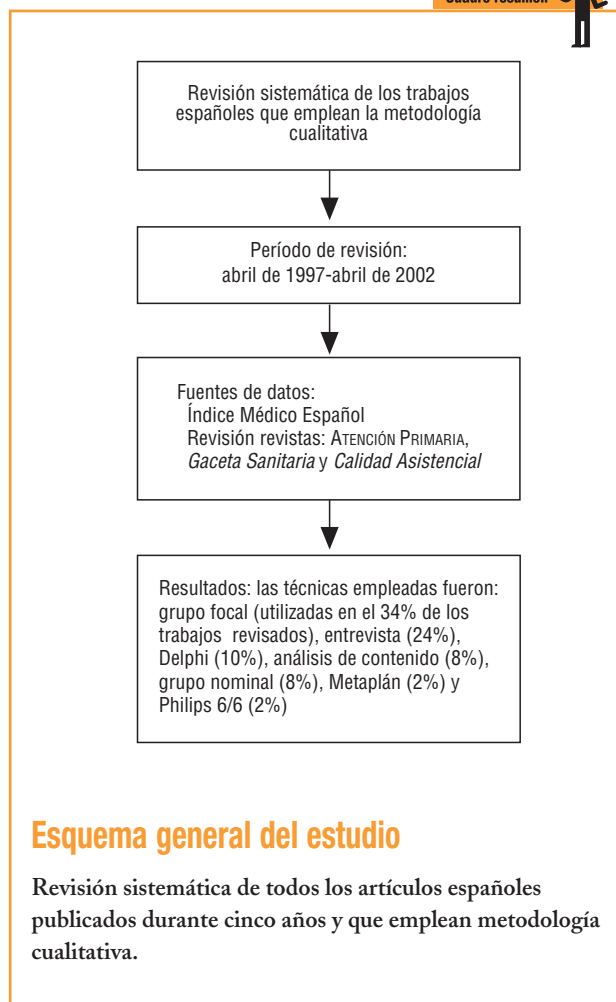 Revisión sistemática de los trabajos
españoles que emplean la metodología
cualitativa
Período de revisión:
abril de 1997-abril de 2002
Fuentes de datos:
Índice Médico Español
Revisión revistas: ATENCIÓN PRIMARIA,
Gaceta Sanitaria y Calidad Asistencial
Resultados: las técnicas empleadas fueron:
grupo focal (utilizadas en el 34% de los
trabajos revisados), entrevista (24%),
Delphi (10%), análisis de contenido (8%),
grupo nominal (8%), Metaplán (2%) y
Philips 6/6 (2%)
Esquema general del estudio
Revisión sistemática de todos los artículos españoles
publicados durante cinco años y que emplean metodología
cualitativa.